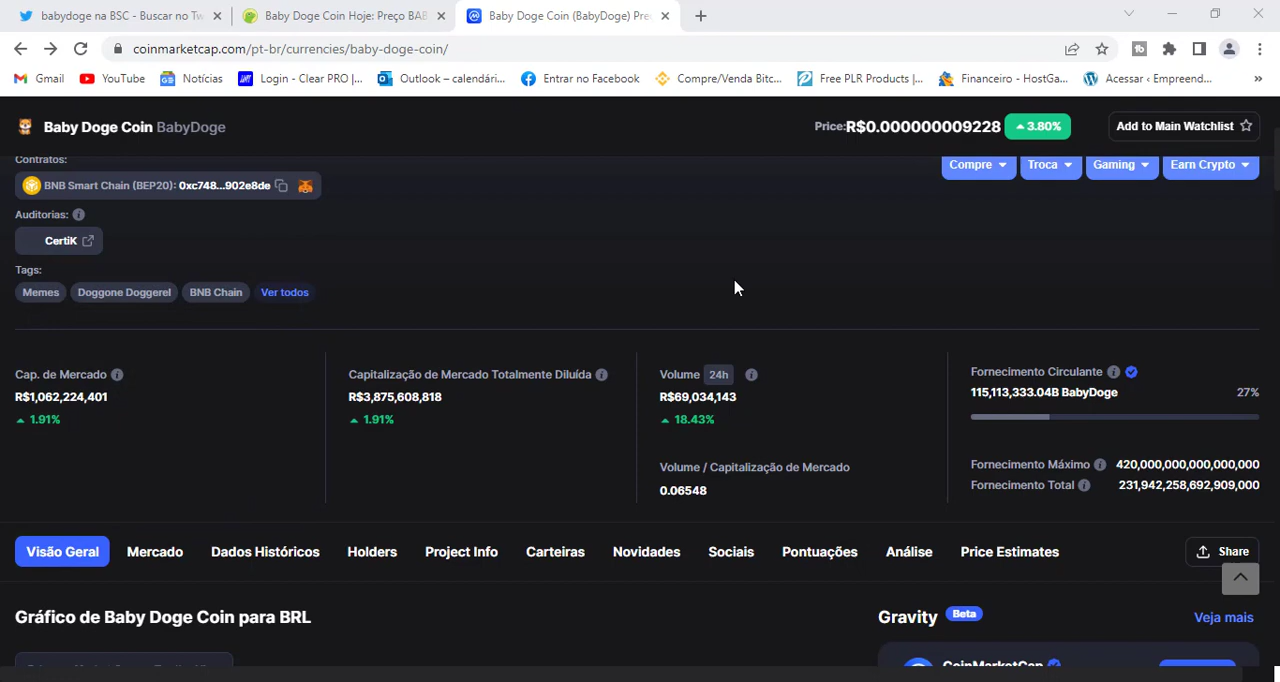 babydoge na BSC - Buscar no Tw
Baby Doge Coin Hoje: Preço BAB
Baby Doge Coin (BabyDoge) Pre
coinmarketcap.com/pt-br/currencies/baby-doge-coin/
Gmail
YouTube
Notícias
Login - Clear PRO |...
Outlook – calendári...
Entrar no Facebook
Compre/Venda Bitc...
Free PLR Products |...
Financeiro - HostGa...
Acessar ‹ Empreend...
»
Baby Doge Coin BabyDoge
Price:R$0.000000009228
3.80%
Add to Main Watchlist
Contratos:
Compre
Troca
Gaming
Earn Crypto
BNB Smart Chain (BEP20): 0xc748...902e8de
Auditorias:
CertiK
Tags:
Memes
Doggone Doggerel
BNB Chain
Ver todos
Cap. de Mercado
R$1,062,224,401
1.91%
Capitalização de Mercado Totalmente Diluída
R$3,875,608,818
1.91%
Volume 24h
R$69,034,143
18.43%
Volume / Capitalização de Mercado
0.06548
Fornecimento Circulante
115,113,333.04B BabyDoge
27%
Fornecimento Máximo 420,000,000,000,000,000
Fornecimento Total 231,942,258,692,909,000
Visão Geral
Mercado
Dados Históricos
Holders
Project Info
Carteiras
Novidades
Sociais
Pontuações
Análise
Price Estimates
Share
Gráfico de Baby Doge Coin para BRL
Gravity Beta
Veja mais
CoinMarketCap